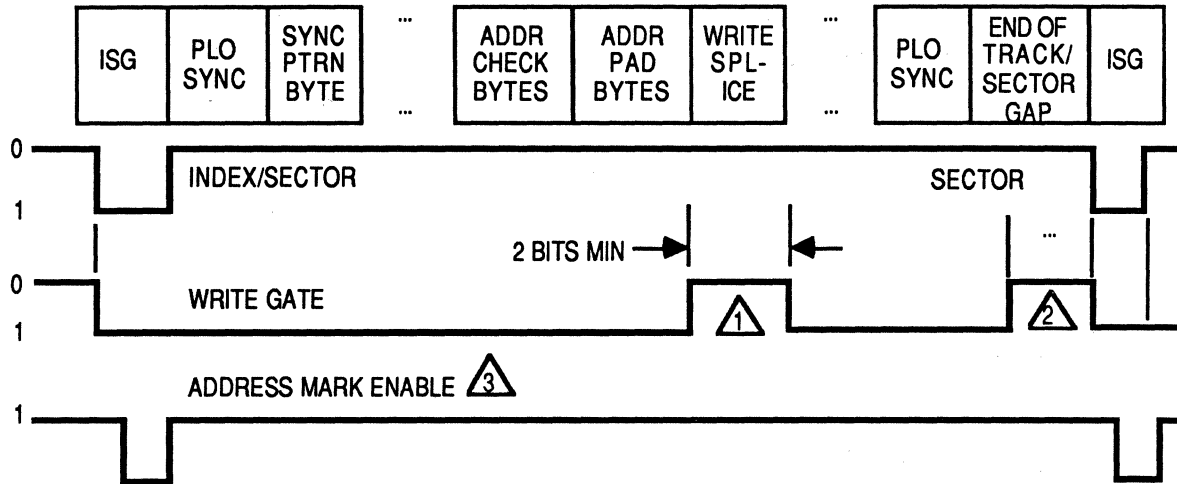 ... ...
ISG PLO SYNC SYNC PTRN BYTE ADDR CHECK BYTES ADDR PAD BYTES WRITE SPL- ICE PLO SYNC END OF TRACK/ SECTOR GAP ISG
... ...
0
INDEX/SECTOR SECTOR
1
2 BITS MIN ...
0
WRITE GATE
1 1 2
ADDRESS MARK ENABLE 3
1